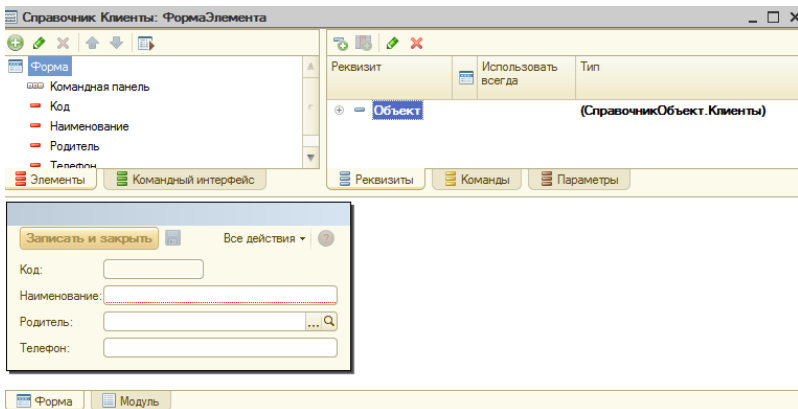 Справочник Клиенты: ФормаЭлемента
Форма
Командная панель
Код
Наименование
Родитель
Телефон
Элементы
Командный интерфейс
Реквизит
Использовать всегда
Тип
Объект
(СправочникОбъект.Клиенты)
Реквизиты
Команды
Параметры
Записать и закрыть
Все действия
Код:
Наименование:
Родитель:
...
Телефон:
Форма
Модуль